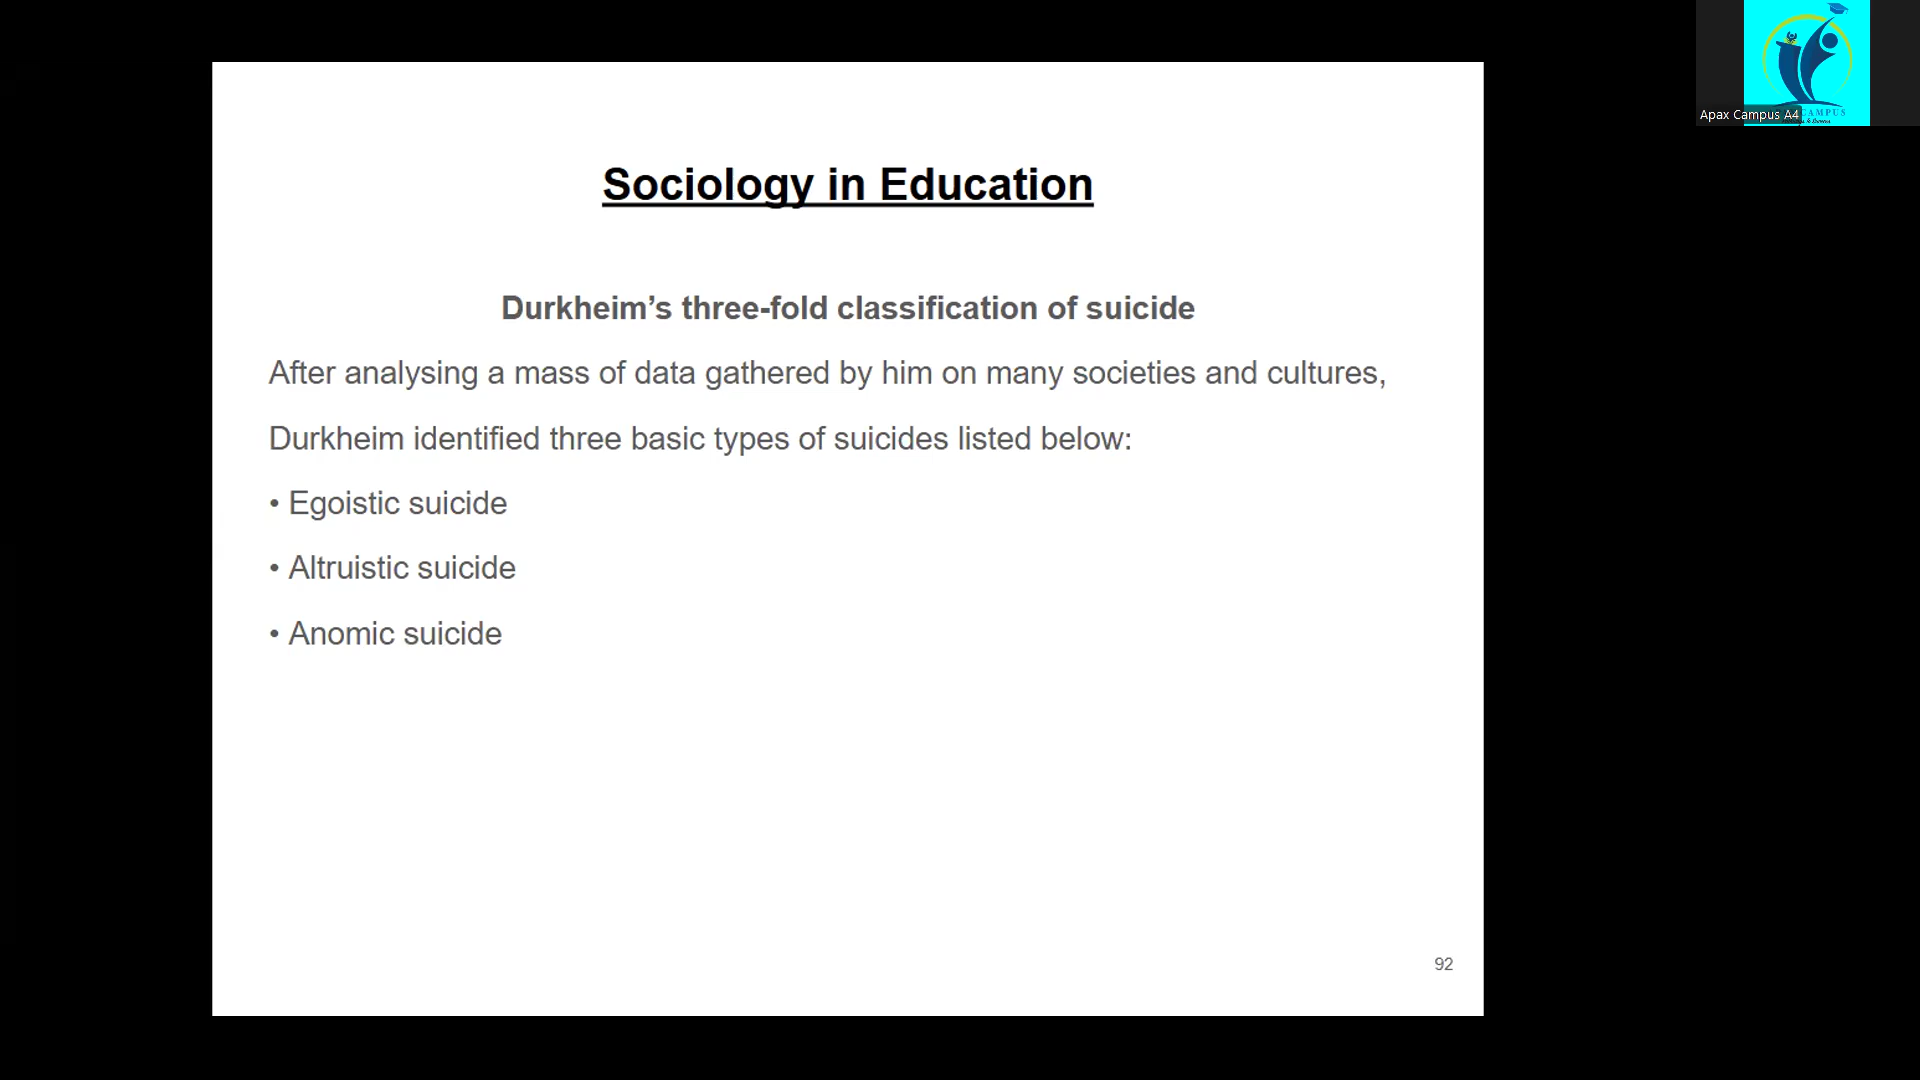 Sociology in Education
Durkheim’s three-fold classification of suicide
After analysing a mass of data gathered by him on many societies and cultures,
Durkheim identified three basic types of suicides listed below:
• Egoistic suicide
• Altruistic suicide
• Anomic suicide
92
Apax Campus A4
CAMPUS